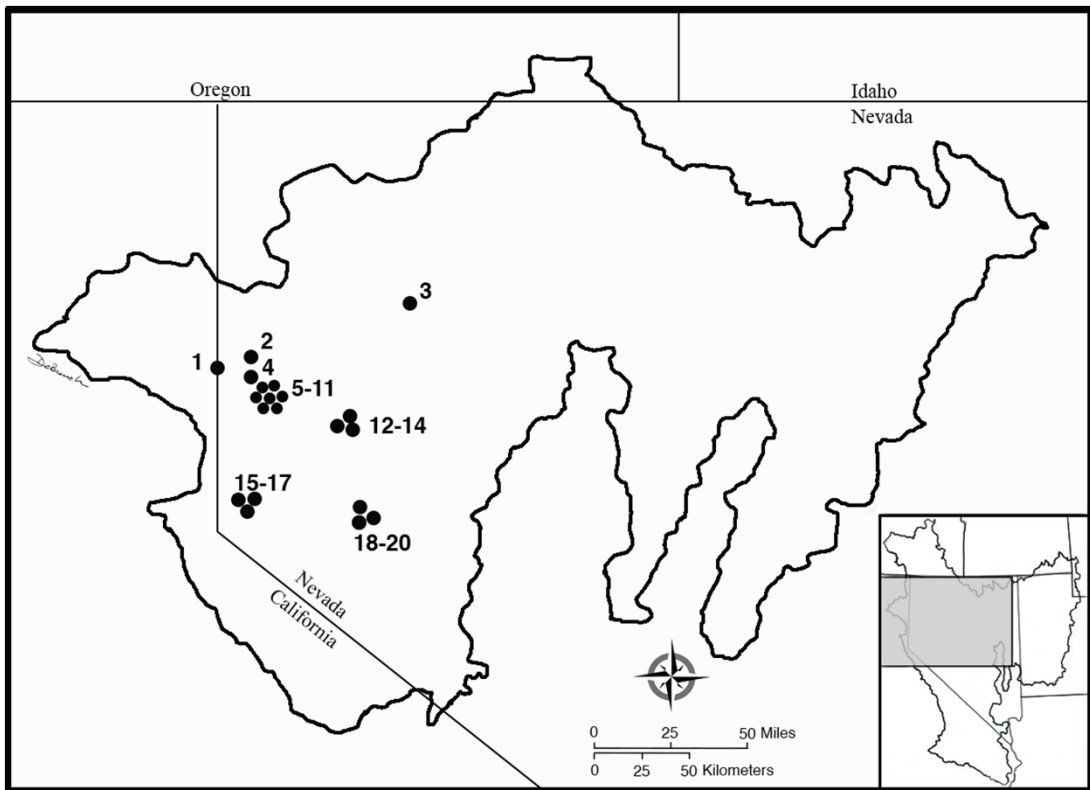 Oregon
Idaho
Nevada
3
2
1
4
5-11
12-14
15-17
18-20
Nevada
California
0 25 50 Miles
0 25 50 Kilometers